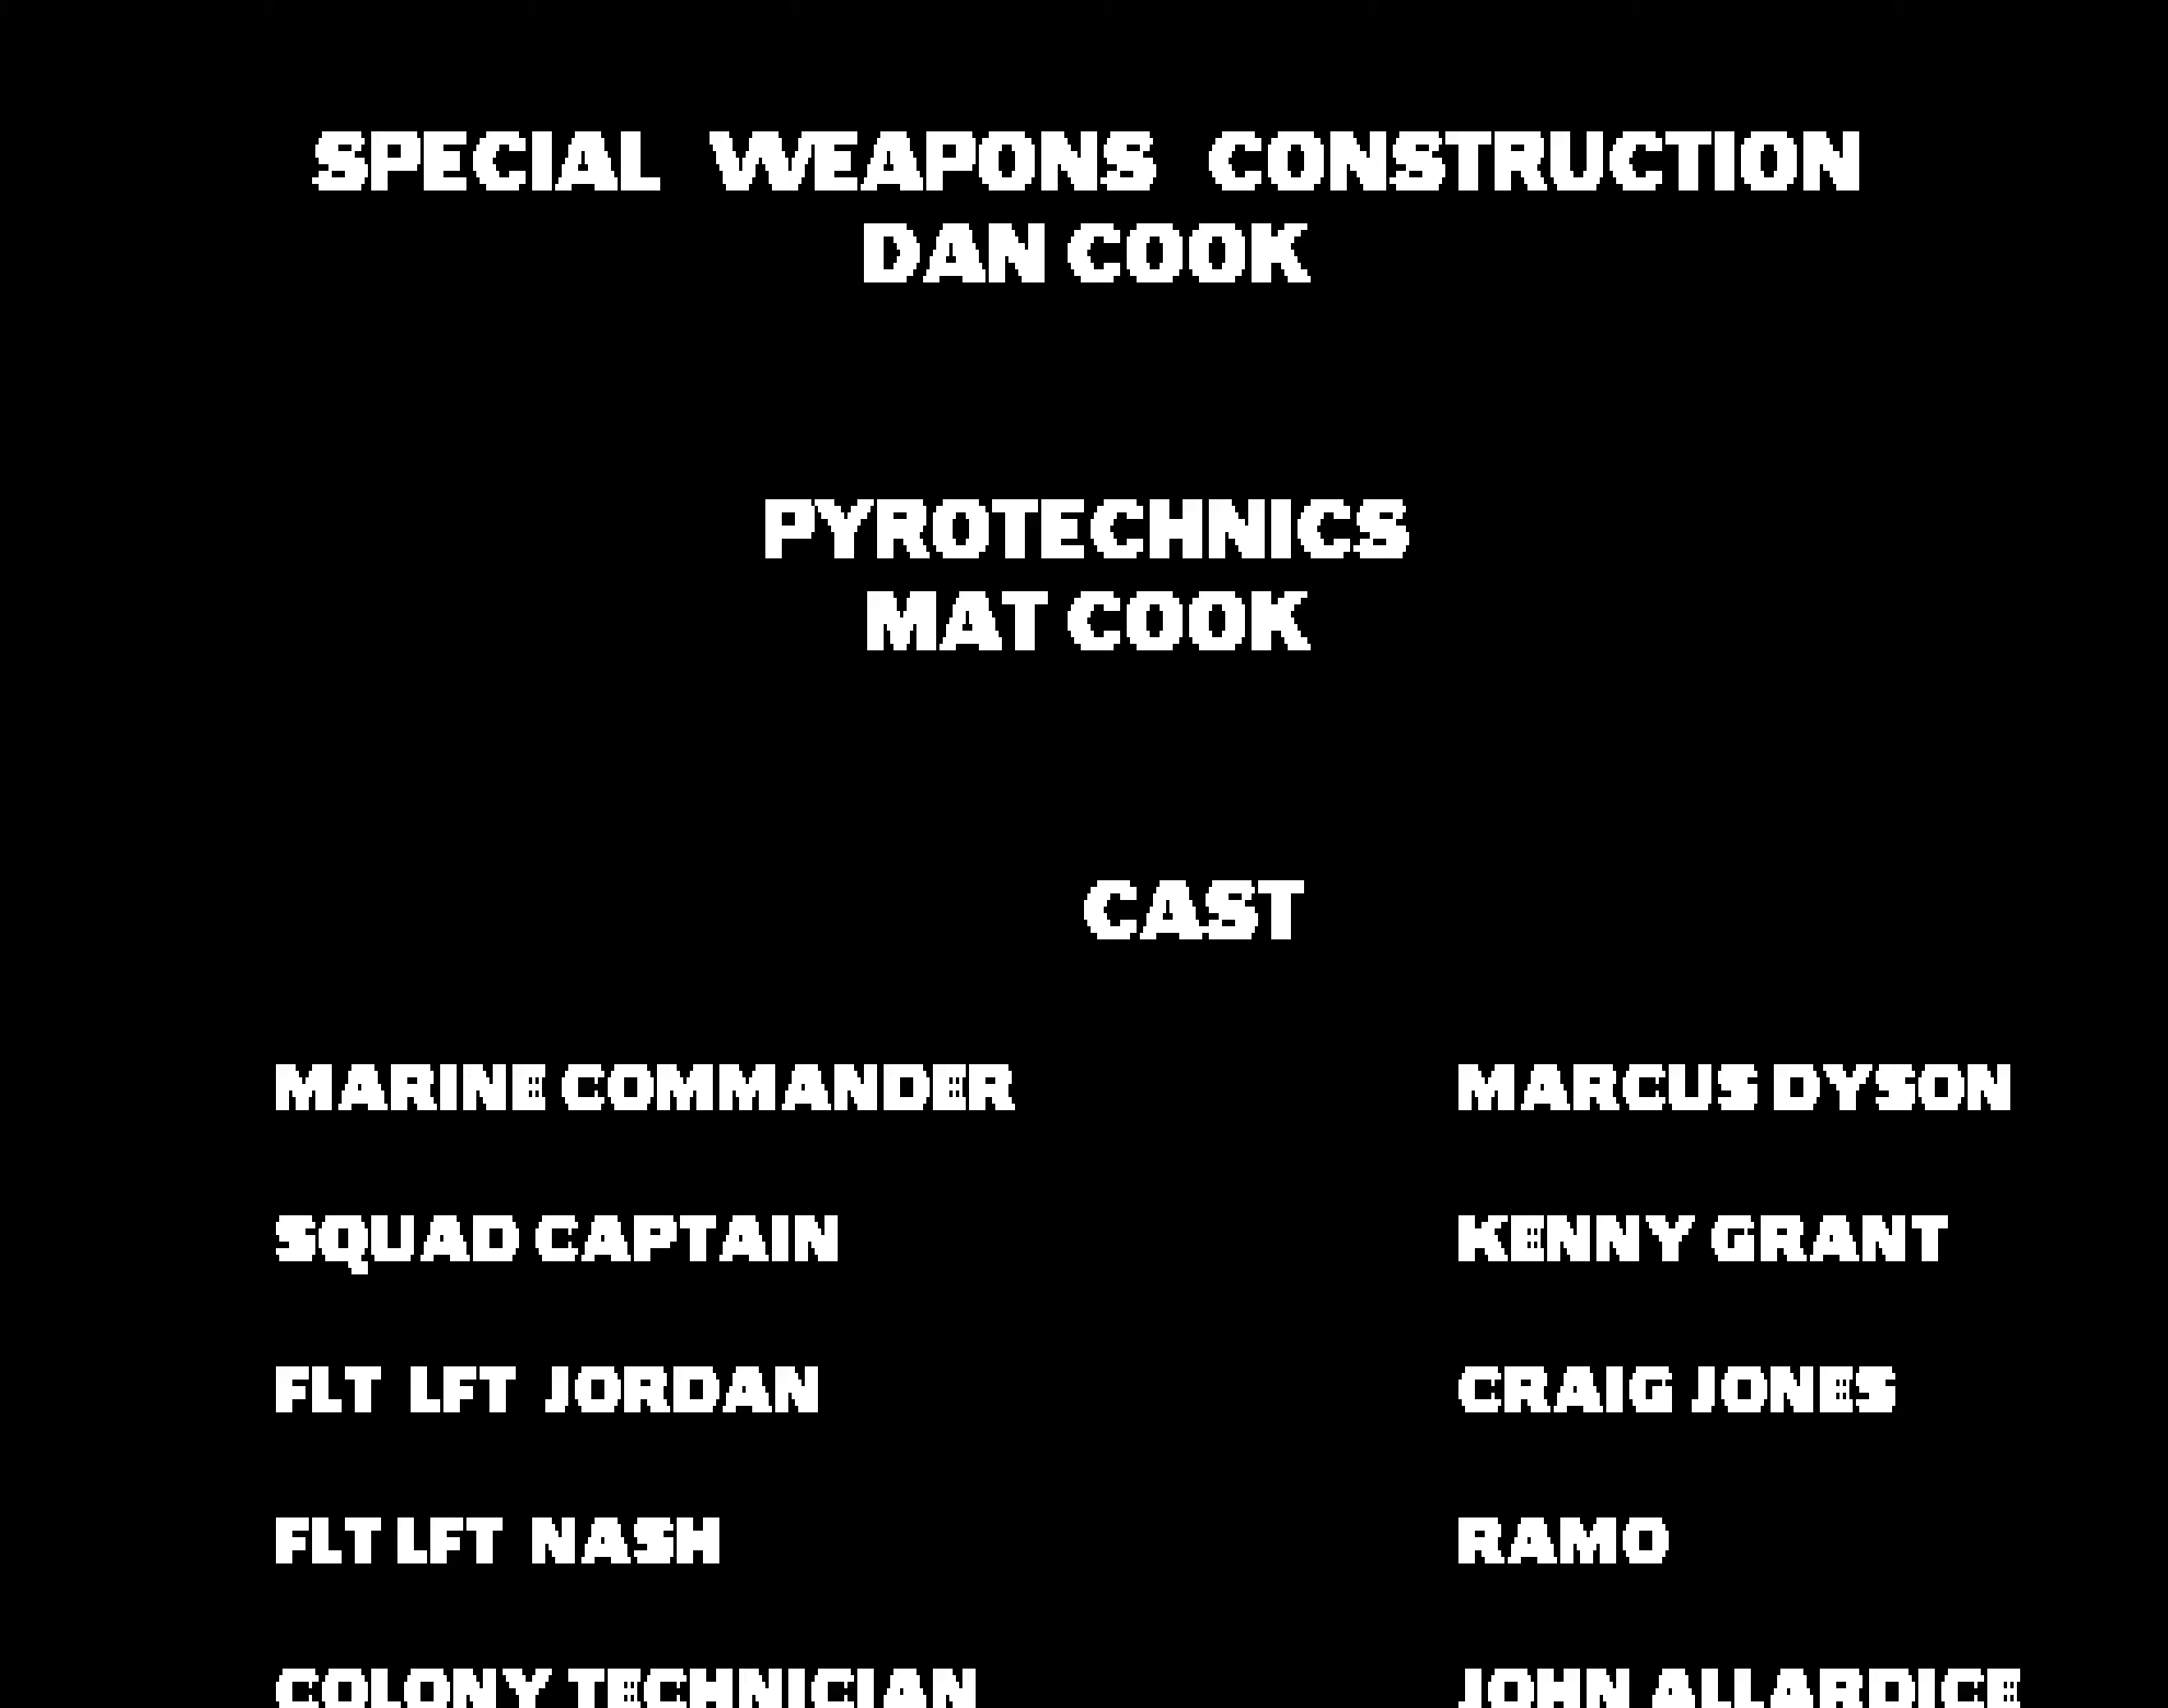 SPECIAL WEAPONS CONSTRUCTION
DAN COOK
PYROTECHNICS
MAT COOK
CAST
MARINE COMMANDER MARCUS DYSON
SQUAD CAPTAIN KENNY GRANT
FLT LFT JORDAN CRAIG JONES
FLT LFT NASH RAMO
COLONY TECHNICIAN JOHN ALLARDICE